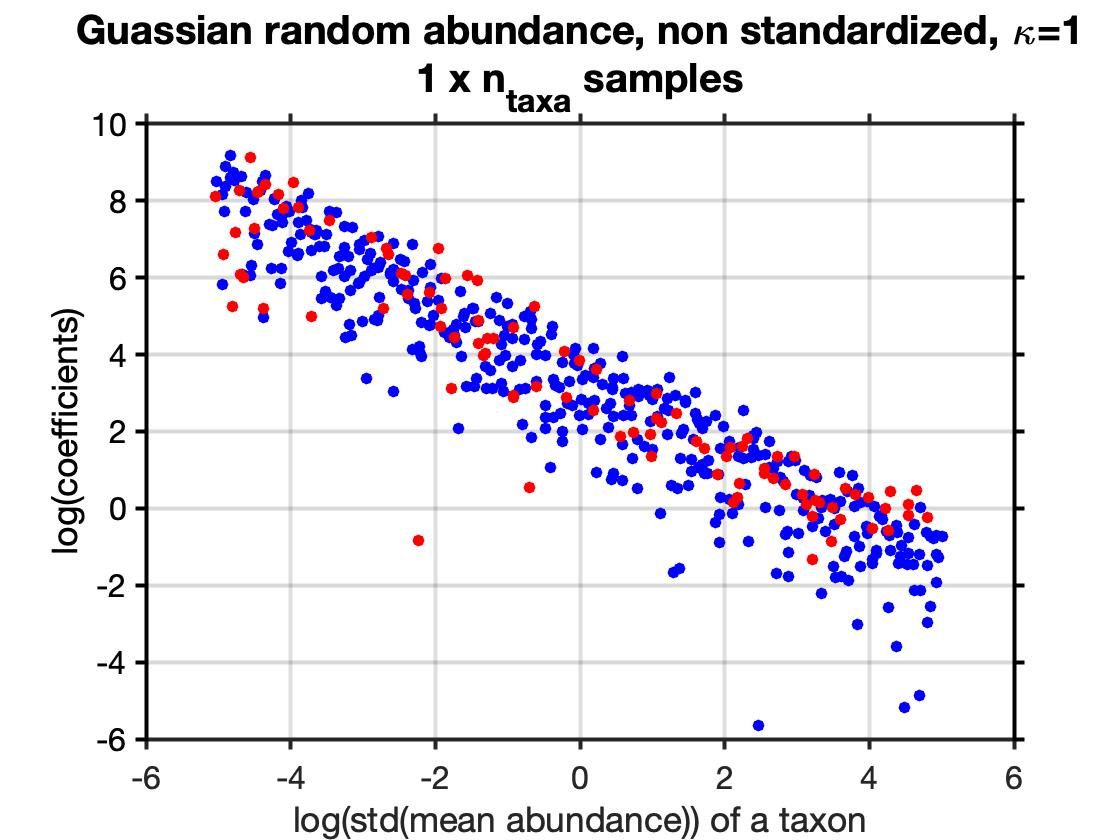 Guassian random abundance, non standardized, κ=1
1 x n_taxa samples
10
8
6
4
2
0
-2
-4
-6
log(coefficients)
-6 -4 -2 0 2 4 6
log(std(mean abundance)) of a taxon